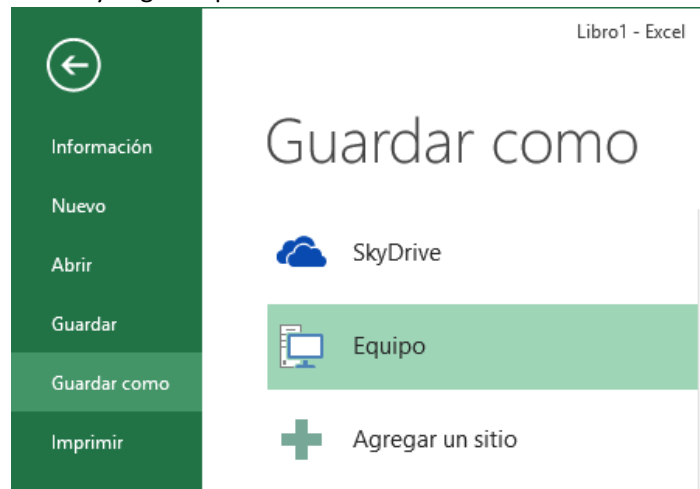 Libro1 - Excel
Guardar como
Información
Nuevo
Abrir
Guardar
Guardar como
Imprimir
SkyDrive
Equipo
Agregar un sitio